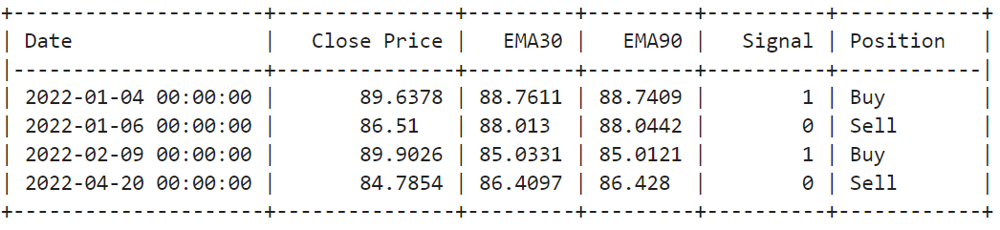 +---------------------+---------------+---------+---------+----------+------------+
| Date                |   Close Price |   EMA30 |   EMA90 |   Signal | Position   |
|---------------------+---------------+---------+---------+----------+------------|
| 2022-01-04 00:00:00 |       89.6378 | 88.7611 | 88.7409 |        1 | Buy        |
| 2022-01-06 00:00:00 |       86.51   | 88.013  | 88.0442 |        0 | Sell       |
| 2022-02-09 00:00:00 |       89.9026 | 85.0331 | 85.0121 |        1 | Buy        |
| 2022-04-20 00:00:00 |       84.7854 | 86.4097 | 86.428  |        0 | Sell       |
+---------------------+---------------+---------+---------+----------+------------+